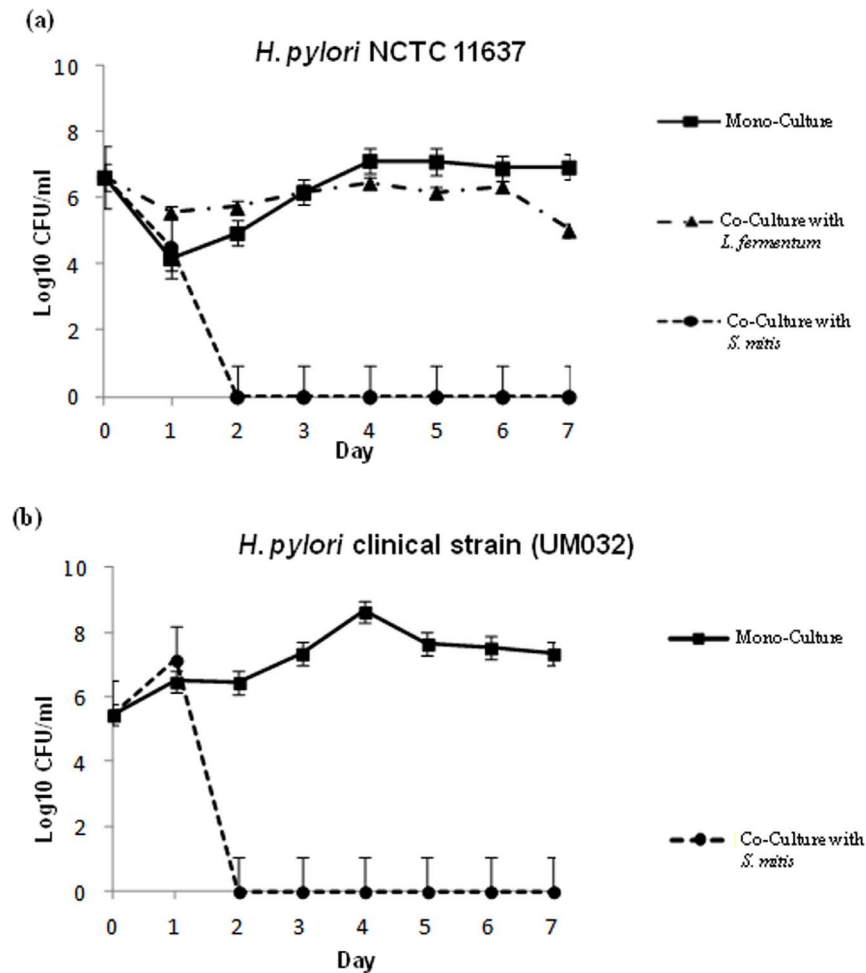 (a)
H. pylori NCTC 11637
10
8
6
4
2
0
Log10 CFU/ml
0 1 2 3 4 5 6 7
Day
Mono-Culture
Co-Culture with
L. fermentum
Co-Culture with
S. mitis
(b)
H. pylori clinical strain (UM032)
10
8
6
4
2
0
Log10 CFU/ml
0 1 2 3 4 5 6 7
Day
Mono-Culture
Co-Culture with
S. mitis